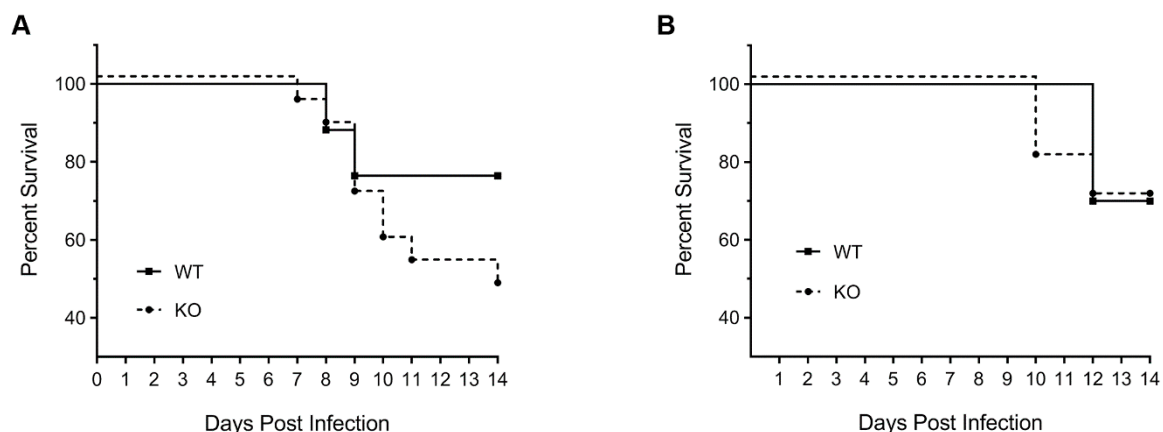 A
Percent Survival
100
80
60
40
WT
KO
0 1 2 3 4 5 6 7 8 9 10 11 12 13 14
Days Post Infection
B
Percent Survival
100
80
60
40
WT
KO
1 2 3 4 5 6 7 8 9 10 11 12 13 14
Days Post Infection